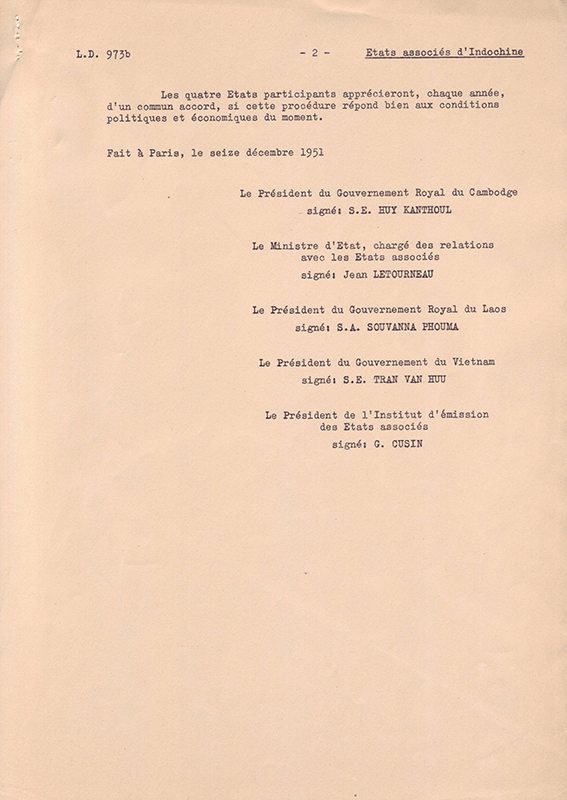 L.D. 973b - 2 - Etats associés d'Indochine
Les quatre Etats participants apprécieront, chaque année,
d'un commun accord, si cette procédure répond bien aux conditions
politiques et économiques du moment.
Fait à Paris, le seize décembre 1951
Le Président du Gouvernement Royal du Cambodge
signé: S.E. HUY KANTHOUL
Le Ministre d'Etat, chargé des relations
avec les Etats associés
signé: Jean LETOURNEAU
Le Président du Gouvernement Royal du Laos
signé: S.A. SOUVANNA PHOUMA
Le Président du Gouvernement du Vietnam
signé: S.E. TRAN VAN HUU
Le Président de l'Institut d'émission
des Etats associés
signé: G. CUSIN